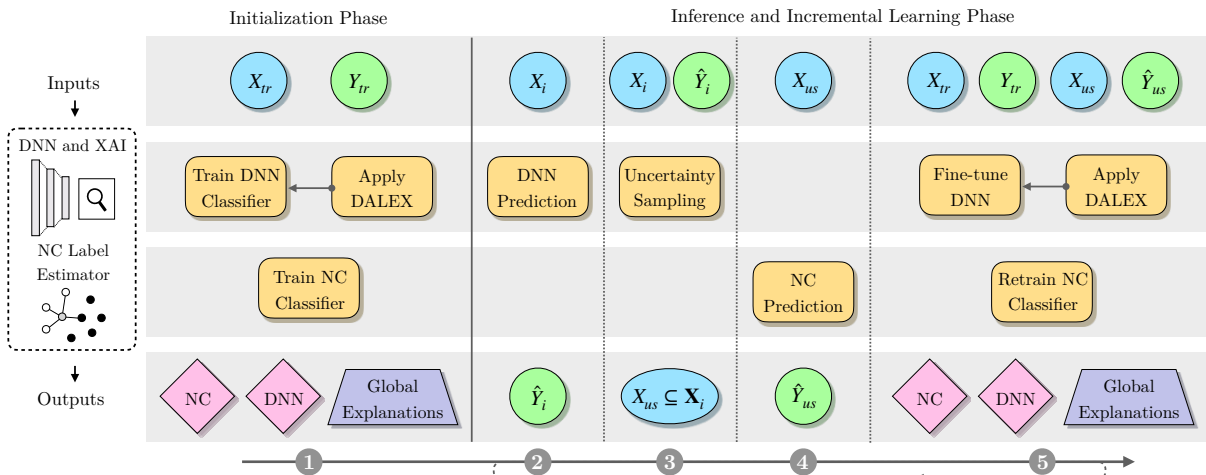 Initialization Phase
Inference and Incremental Learning Phase
Inputs
X_tr Y_tr X_i X_i Ŷ_i X_us X_tr Y_tr X_us Ŷ_us
DNN and XAI
Train DNN
Classifier
Apply
DALEX
DNN
Prediction
Uncertainty
Sampling
Fine-tune
DNN
Apply
DALEX
NC Label
Estimator
Train NC
Classifier
NC
Prediction
Retrain NC
Classifier
Outputs
NC
DNN
Global
Explanations
Ŷ_i
X_us ⊆ X_i
Ŷ_us
NC
DNN
Global
Explanations
1 2 3 4 5